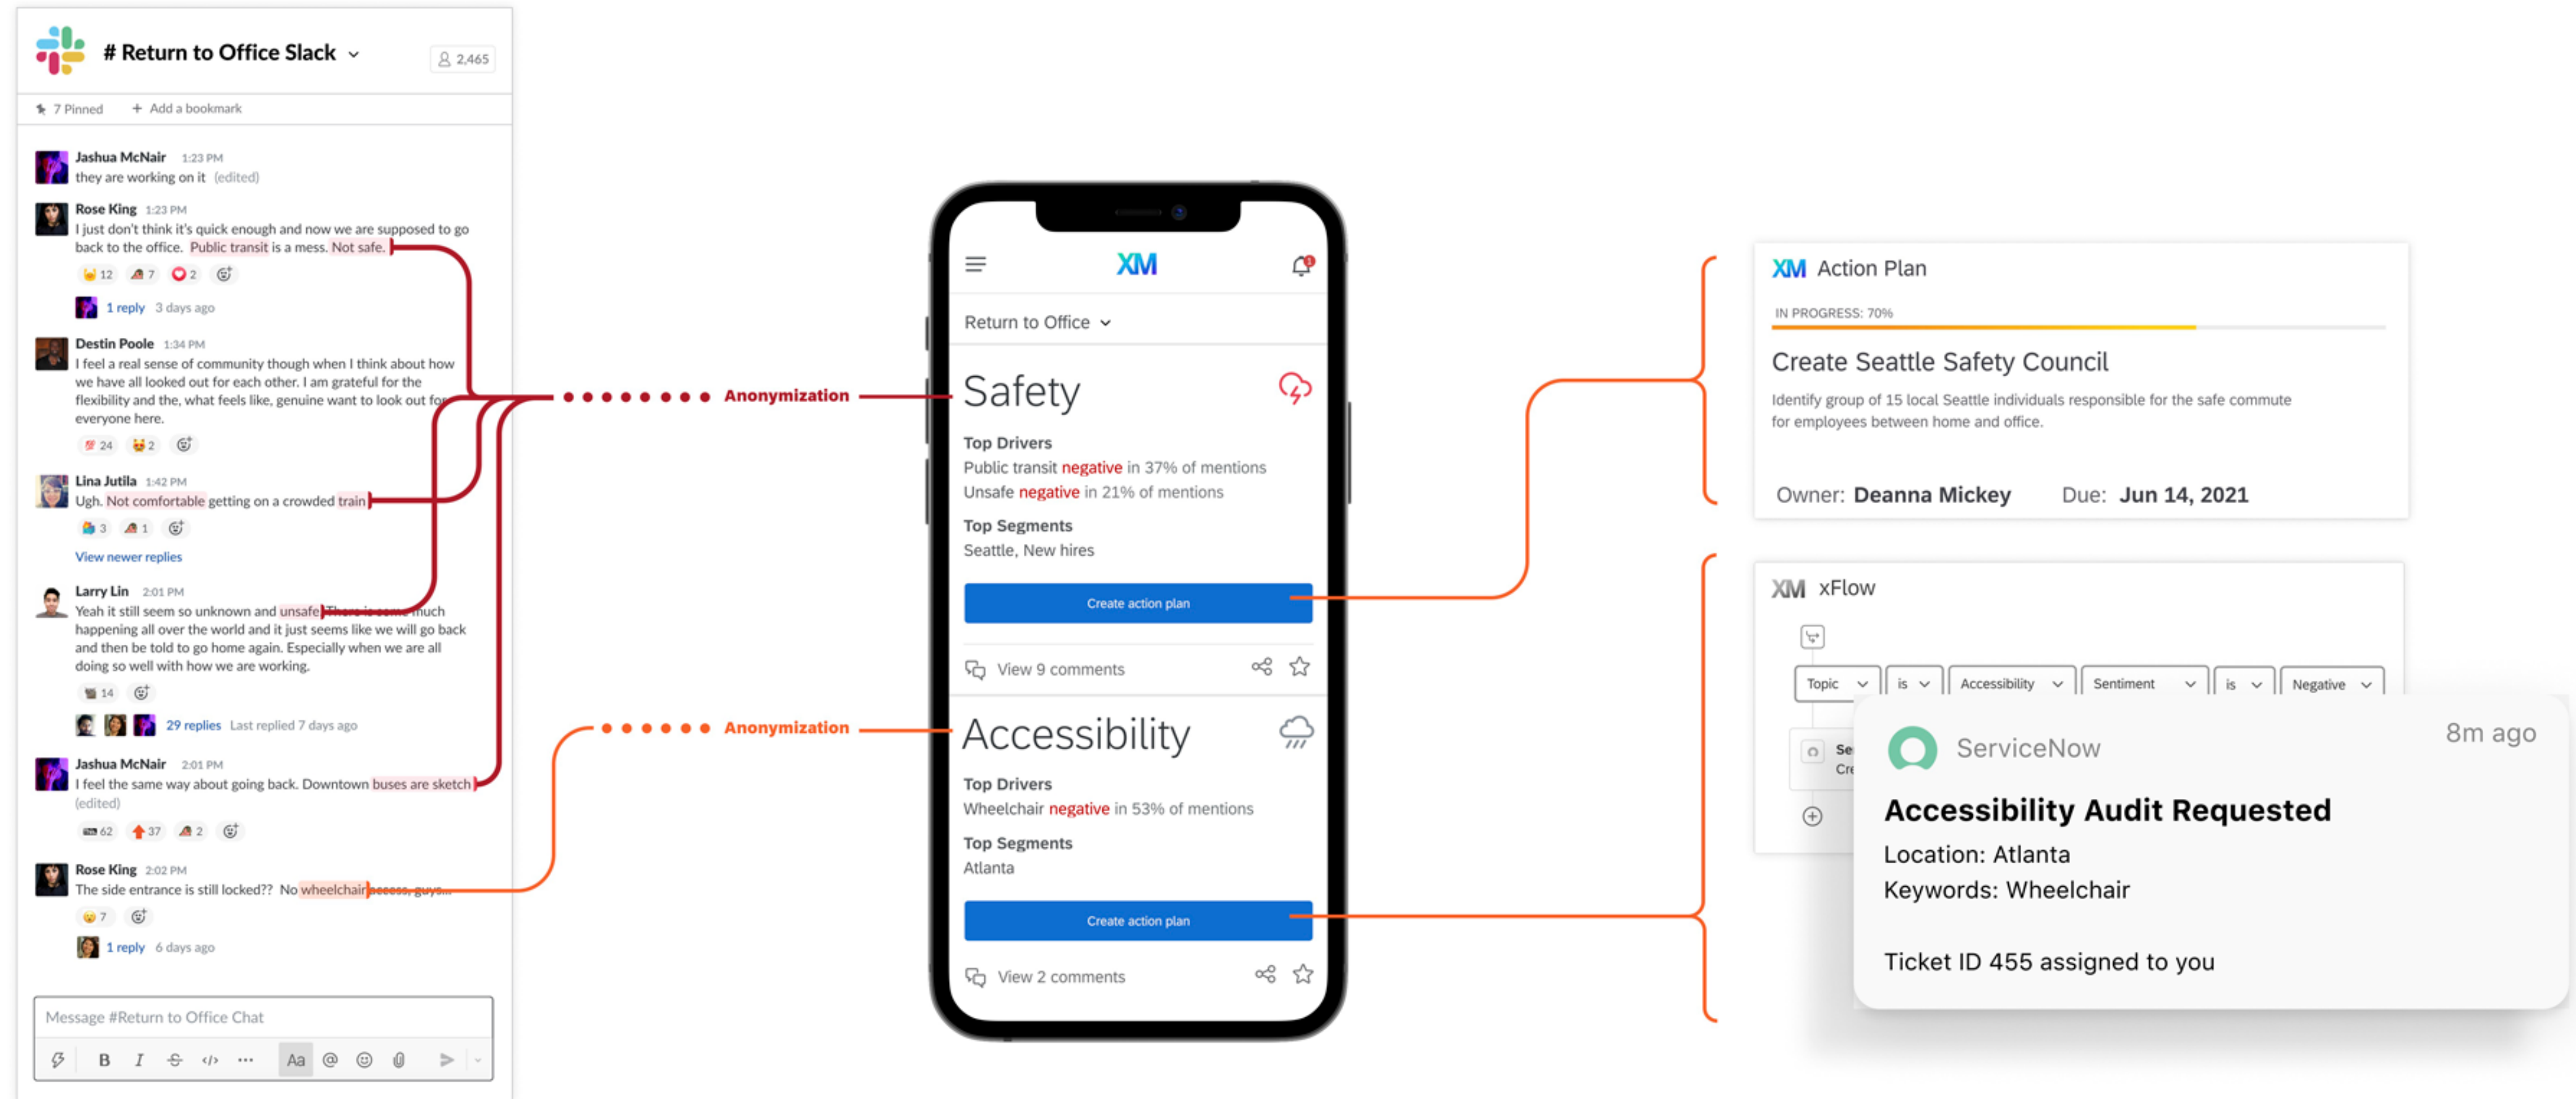 # Return to Office Slack
2,465
7 Pinned + Add a bookmark
Jashua McNair 1:23 PM
they are working on it (edited)
Rose King 1:23 PM
I just don't think it's quick enough and now we are supposed to go
back to the office. Public transit is a mess. Not safe.
12 7 2
1 reply 3 days ago
Destin Poole 1:34 PM
I feel a real sense of community though when I think about how
we have all looked out for each other. I am grateful for the
flexibility and the, what feels like, genuine want to look out for
everyone here.
24 2
Lina Jutila 1:42 PM
Ugh. Not comfortable getting on a crowded train
3 1
View newer replies
Larry Lin 2:01 PM
Yeah it still seem so unknown and unsafe. There is some much
happening all over the world and it just seems like we will go back
and then be told to go home again. Especially when we are all
doing so well with how we are working.
14
29 replies Last replied 7 days ago
Jashua McNair 2:01 PM
I feel the same way about going back. Downtown buses are sketch
(edited)
62 37 2
Rose King 2:02 PM
The side entrance is still locked?? No wheelchair access, guys...
7
1 reply 6 days ago
Message #Return to Office Chat
B I S </> ... Aa @
Anonymization
Anonymization
XM
1
Return to Office
Safety
Top Drivers
Public transit negative in 37% of mentions
Unsafe negative in 21% of mentions
Top Segments
Seattle, New hires
Create action plan
View 9 comments
Accessibility
Top Drivers
Wheelchair negative in 53% of mentions
Top Segments
Atlanta
Create action plan
View 2 comments
XM Action Plan
IN PROGRESS: 70%
Create Seattle Safety Council
Identify group of 15 local Seattle individuals responsible for the safe commute
for employees between home and office.
Owner: Deanna Mickey Due: Jun 14, 2021
XM xFlow
Topic is Accessibility Sentiment is Negative
Se
Cre
ServiceNow 8m ago
Accessibility Audit Requested
Location: Atlanta
Keywords: Wheelchair
Ticket ID 455 assigned to you